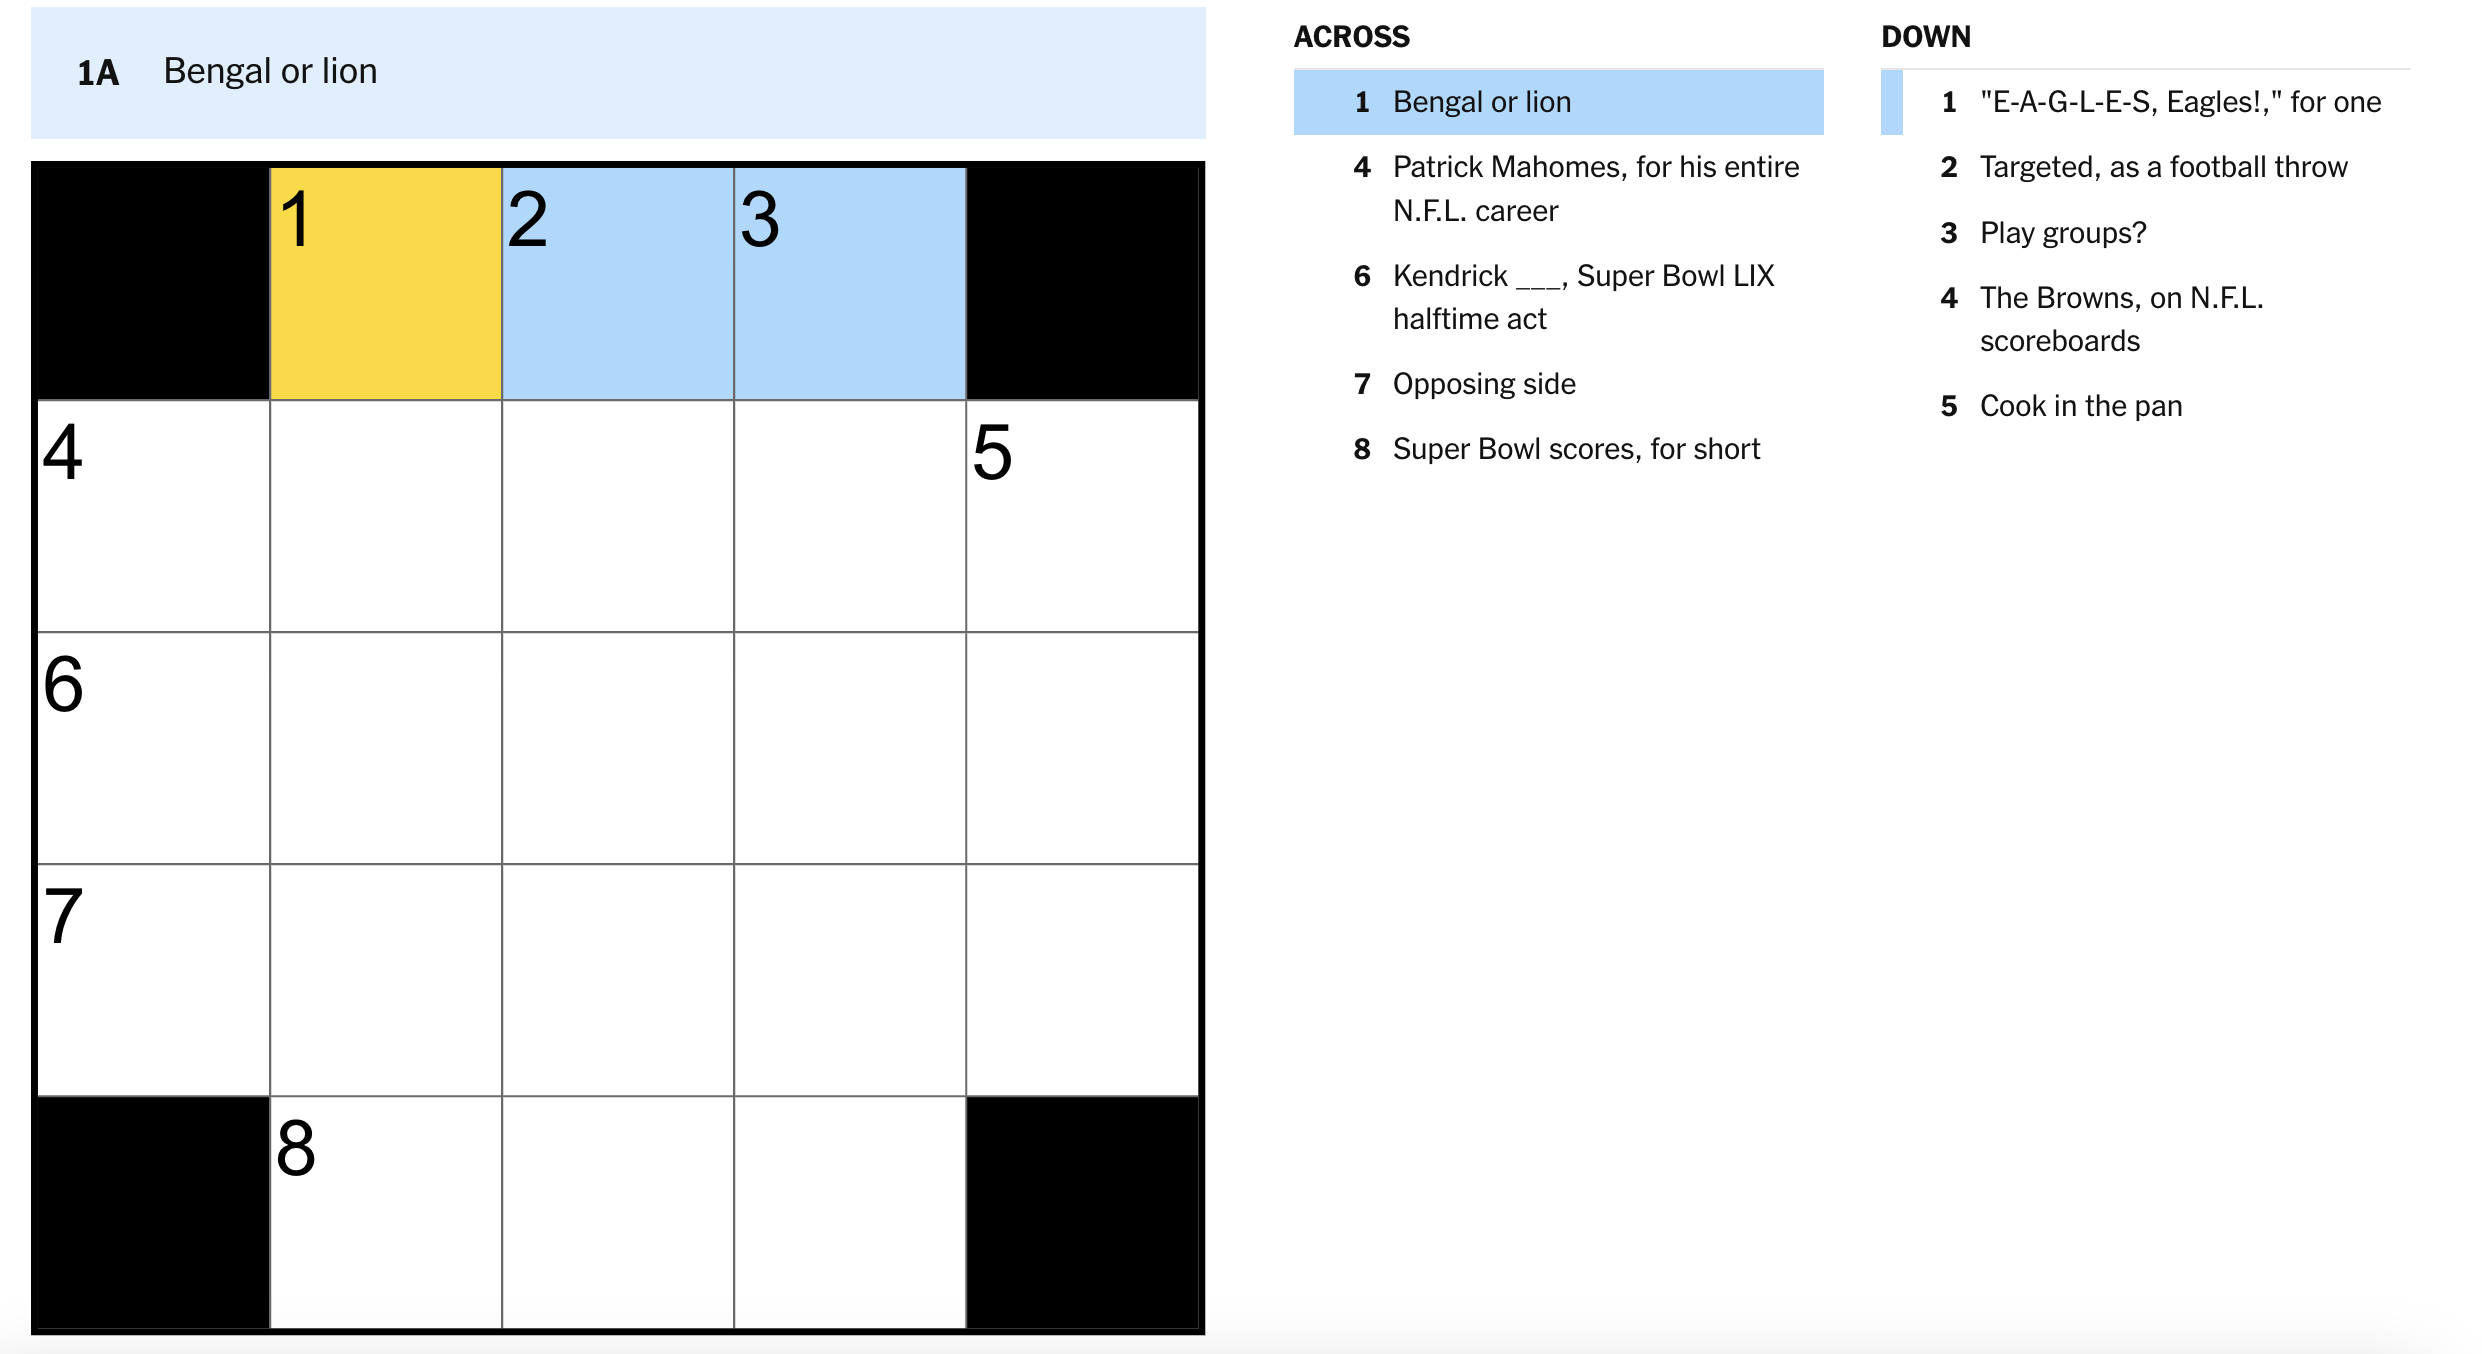 1A Bengal or lion
1 2 3
4 5
6
7
8
ACROSS
1 Bengal or lion
4 Patrick Mahomes, for his entire
N.F.L. career
6 Kendrick ___, Super Bowl LIX
halftime act
7 Opposing side
8 Super Bowl scores, for short
DOWN
1 "E-A-G-L-E-S, Eagles!," for one
2 Targeted, as a football throw
3 Play groups?
4 The Browns, on N.F.L.
scoreboards
5 Cook in the pan